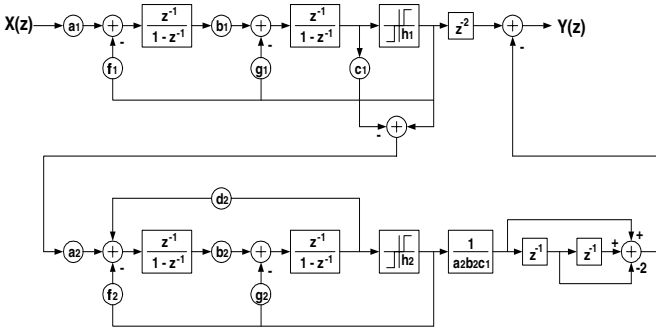 X(z) a1 + z-1 b1 + z-1 h1 z-2 + Y(z)
- 1 - z-1 - 1 - z-1 -
f1 g1 c1
- +
d2
a2 + z-1 b2 + z-1 h2 1 z-1 z-1 + + +
- 1 - z-1 - 1 - z-1 a2b2c1 -2
f2 g2